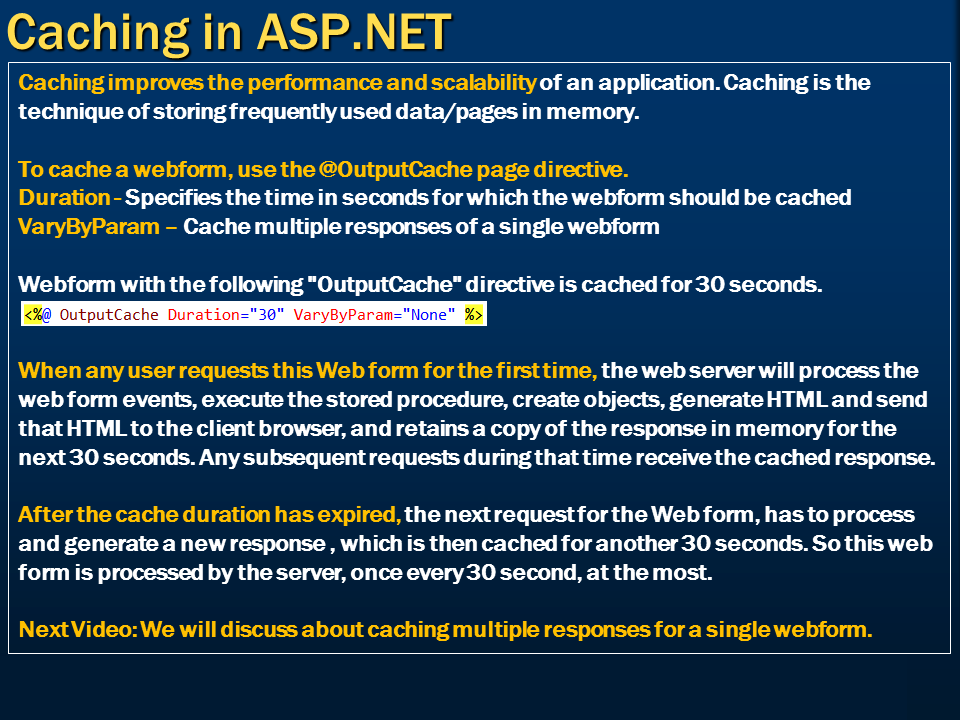 Caching in ASP.NET
Caching improves the performance and scalability of an application. Caching is the
technique of storing frequently used data/pages in memory.
To cache a webform, use the @OutputCache page directive.
Duration - Specifies the time in seconds for which the webform should be cached
VaryByParam – Cache multiple responses of a single webform
Webform with the following "OutputCache" directive is cached for 30 seconds.
<%@ OutputCache Duration="30" VaryByParam="None" %>
When any user requests this Web form for the first time, the web server will process the
web form events, execute the stored procedure, create objects, generate HTML and send
that HTML to the client browser, and retains a copy of the response in memory for the
next 30 seconds. Any subsequent requests during that time receive the cached response.
After the cache duration has expired, the next request for the Web form, has to process
and generate a new response , which is then cached for another 30 seconds. So this web
form is processed by the server, once every 30 second, at the most.
Next Video: We will discuss about caching multiple responses for a single webform.